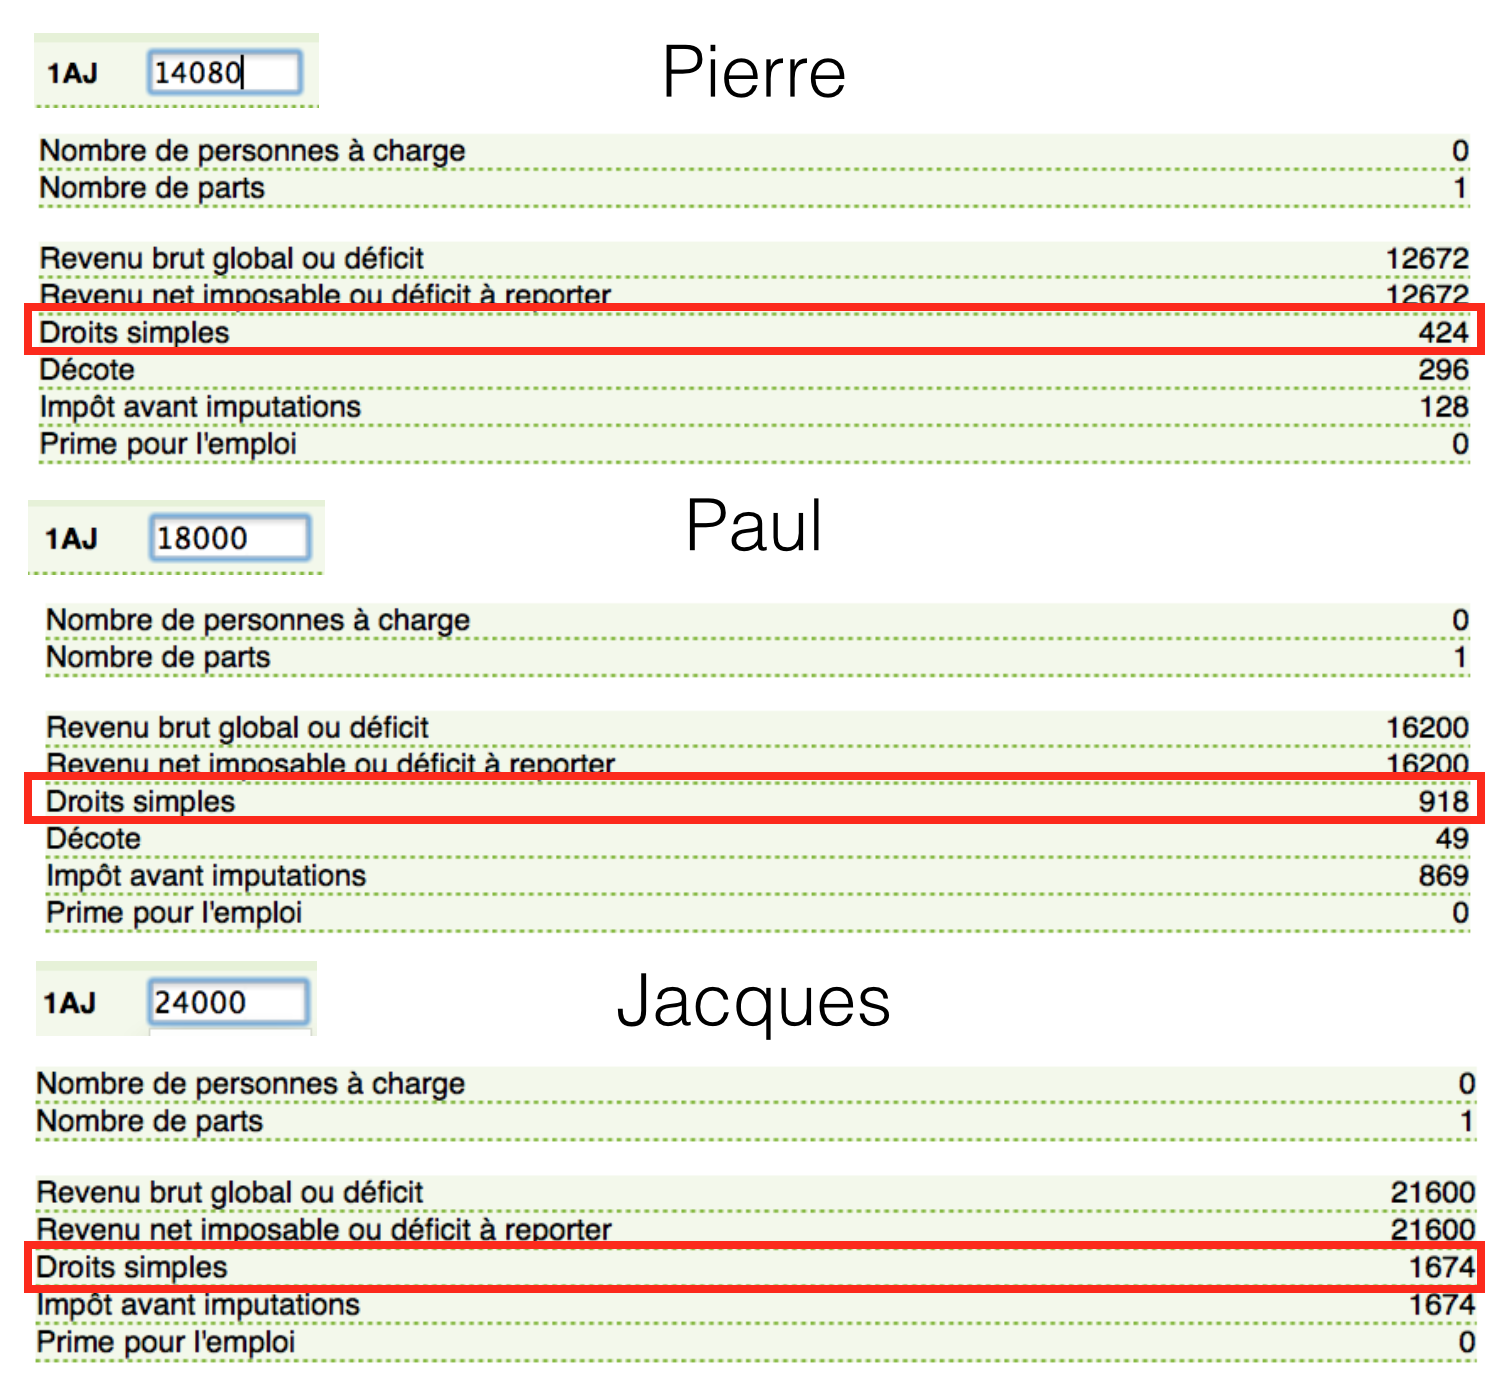 1AJ 14080 Pierre
Nombre de personnes à charge 0
Nombre de parts 1
Revenu brut global ou déficit 12672
Revenu net imposable ou déficit à reporter 12672
Droits simples 424
Décote 296
Impôt avant imputations 128
Prime pour l'emploi 0
1AJ 18000 Paul
Nombre de personnes à charge 0
Nombre de parts 1
Revenu brut global ou déficit 16200
Revenu net imposable ou déficit à reporter 16200
Droits simples 918
Décote 49
Impôt avant imputations 869
Prime pour l'emploi 0
1AJ 24000 Jacques
Nombre de personnes à charge 0
Nombre de parts 1
Revenu brut global ou déficit 21600
Revenu net imposable ou déficit à reporter 21600
Droits simples 1674
Impôt avant imputations 1674
Prime pour l'emploi 0